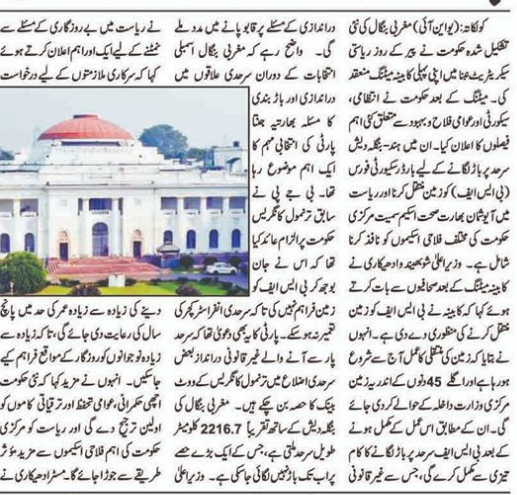 کولکاتہ: (یو این آئی) مغربی بنگال کی نئی
تشکیل شدہ حکومت نے پیر کے روز ریاستی
سیکریٹریٹ نبنا میں اپنی پہلی کابینہ میٹنگ منعقد
کی۔ میٹنگ کے بعد حکومت نے انتظامی،
سیکورٹی اور عوامی فلاح و بہبود سے متعلق کئی اہم
فیصلوں کا اعلان کیا۔ ان میں ہند-بنگلہ دیش
سرحد پر باڑ لگانے کے لیے بارڈر سیکورٹی فورس
(بی ایس ایف) کو زمین منتقل کرنا اور ریاست
میں آیوشمان بھارت صحت اسکیم سمیت مرکزی
حکومت کی مختلف فلاحی اسکیموں کو نافذ کرنا
شامل ہے۔ وزیر اعلیٰ شوبھیندو ادھیکاری نے
کابینہ میٹنگ کے بعد صحافیوں سے بات کرتے
ہوئے کہا کہ کابینہ نے بی ایس ایف کو زمین
منتقل کرنے کی منظوری دے دی ہے۔ انہوں
نے بتایا کہ زمین کی منتقلی کا عمل آج سے شروع
ہو رہا ہے اور اگلے 45 دنوں کے اندر یہ زمین
مرکزی وزارت داخلہ کے حوالے کر دی جائے
گی۔ ان کے مطابق اس عمل کے مکمل ہونے
کے بعد بی ایس ایف سرحد پر باڑ لگانے کا کام
تیزی سے مکمل کرے گی، جس سے غیر قانونی
دراندازی کے مسئلے پر قابو پانے میں مدد ملے
گی۔ واضح رہے کہ مغربی بنگال اسمبلی
انتخابات کے دوران سرحدی علاقوں میں
دراندازی اور باڑ بندی
کا مسئلہ بھارتیہ جنتا
پارٹی کی انتخابی مہم کا
ایک اہم موضوع رہا
تھا۔ بی جے پی نے
سابق ترنمول کانگریس
حکومت پر الزام عائد کیا
تھا کہ اس نے جان
بوجھ کر بی ایس ایف کو
زمین فراہم نہیں کی تاکہ سرحدی انفراسٹرکچر کی
تعمیر نہ ہو سکے۔ پارٹی کا یہ بھی دعویٰ تھا کہ سرحد
پار سے آنے والے غیر قانونی درانداز بعض
سرحدی اضلاع میں ترنمول کانگریس کے ووٹ
بینک کا حصہ بن چکے ہیں۔ مغربی بنگال کی
بنگلہ دیش کے ساتھ تقریباً 2216.7 کلومیٹر
طویل سرحد ملتی ہے، جس کے ایک بڑے حصے
پر اب تک باڑ نہیں لگائی جا سکی ہے۔ وزیر اعلیٰ
نے ریاست میں بے روزگاری کے مسئلے سے
نمٹنے کے لیے ایک اور اہم اعلان کرتے ہوئے
کہا کہ سرکاری ملازمتوں کے لیے درخواست
دینے کی زیادہ سے زیادہ عمر کی حد میں پانچ
سال کی رعایت دی جائے گی، تاکہ زیادہ سے
زیادہ نوجوانوں کو روزگار کے مواقع فراہم کیے
جا سکیں۔ انہوں نے مزید کہا کہ نئی حکومت
اچھی حکمرانی، عوامی تحفظ اور ترقیاتی کاموں کو
اولین ترجیح دے گی اور ریاست کو مرکزی
حکومت کی اہم فلاحی اسکیموں سے مزید مؤثر
طریقے سے جوڑا جائے گا۔ مسٹر ادھیکاری نے